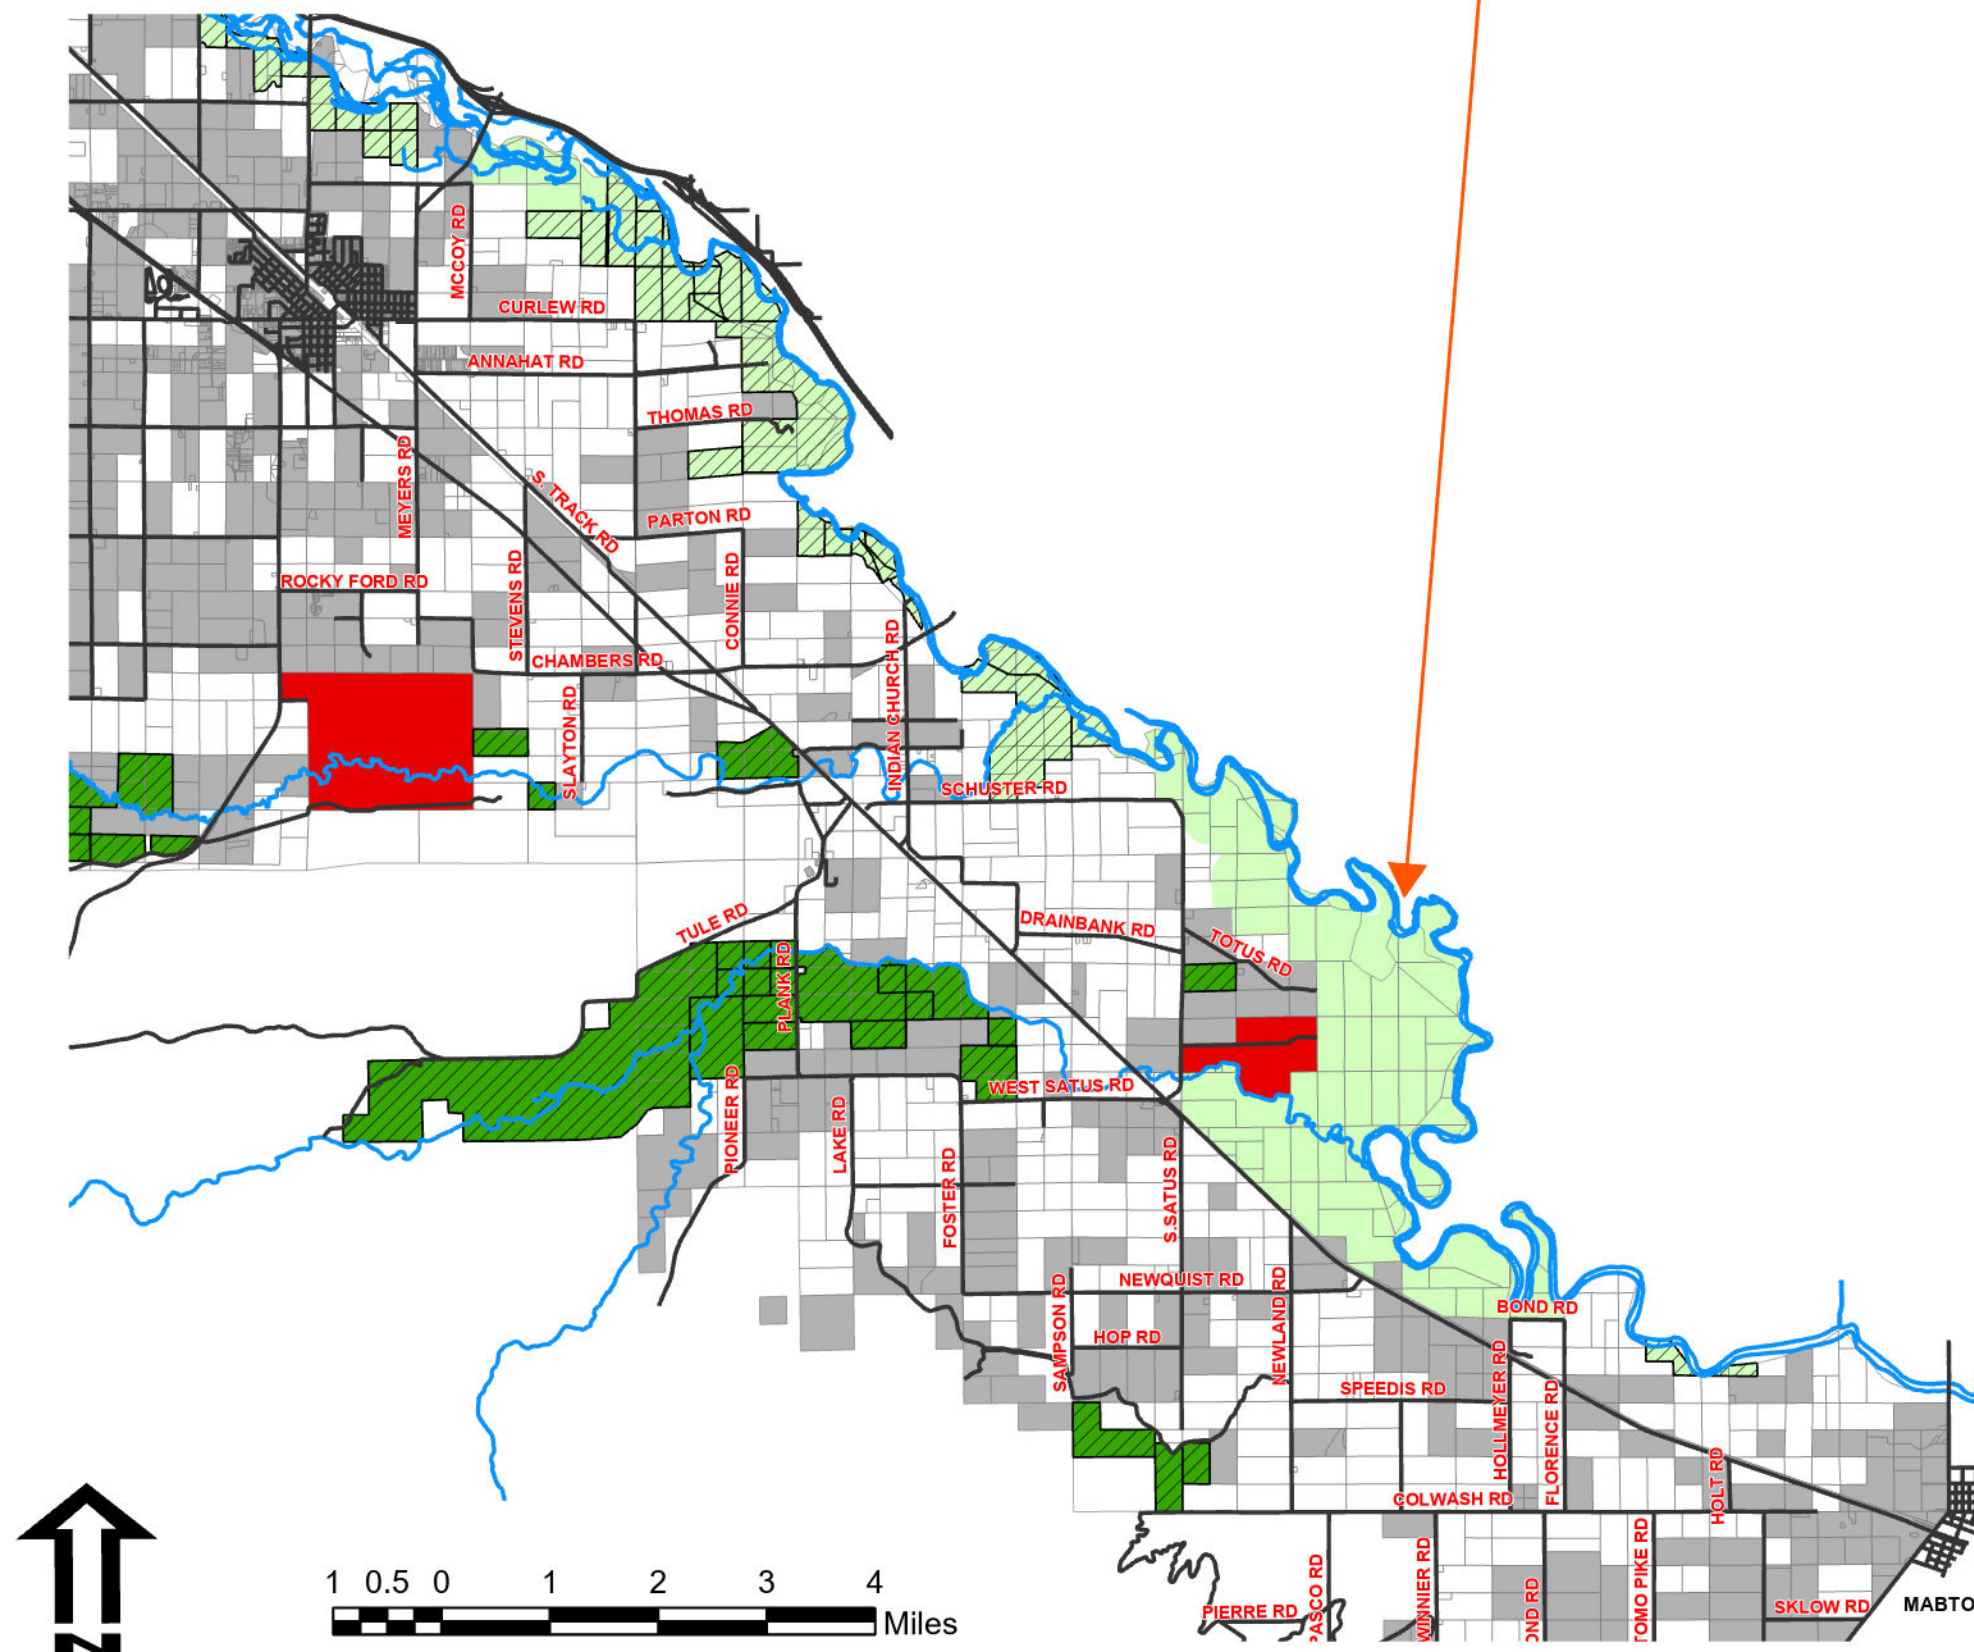 MCCOY RD
CURLEW RD
ANNAHAT RD
THOMAS RD
MEYERS RD
S. TRACK RD
PARTON RD
ROCKY FORD RD
STEVENS RD
CONNIE RD
CHAMBERS RD
INDIAN CHURCH RD
SLAYTON RD
SCHUSTER RD
TULE RD
DRAINBANK RD
TOTUS RD
PLANK RD
WEST SATUS RD
PIONEER RD
LAKE RD
FOSTER RD
S.SATUS RD
NEWQUIST RD
SAMPSON RD
NEWLAND RD
BOND RD
HOP RD
HOLLMEYER RD
SPEEDIS RD
FLORENCE RD
HOLT RD
COLWASH RD
PASCO RD
WINNIER RD
OND RD
TOMO PIKE RD
PIERRE RD
SKLOW RD
MABTO
N
1 0.5 0 1 2 3 4
Miles